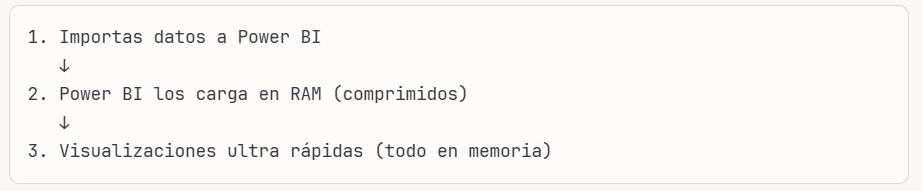 1. Importas datos a Power BI
↓
2. Power BI los carga en RAM (comprimidos)
↓
3. Visualizaciones ultra rápidas (todo en memoria)